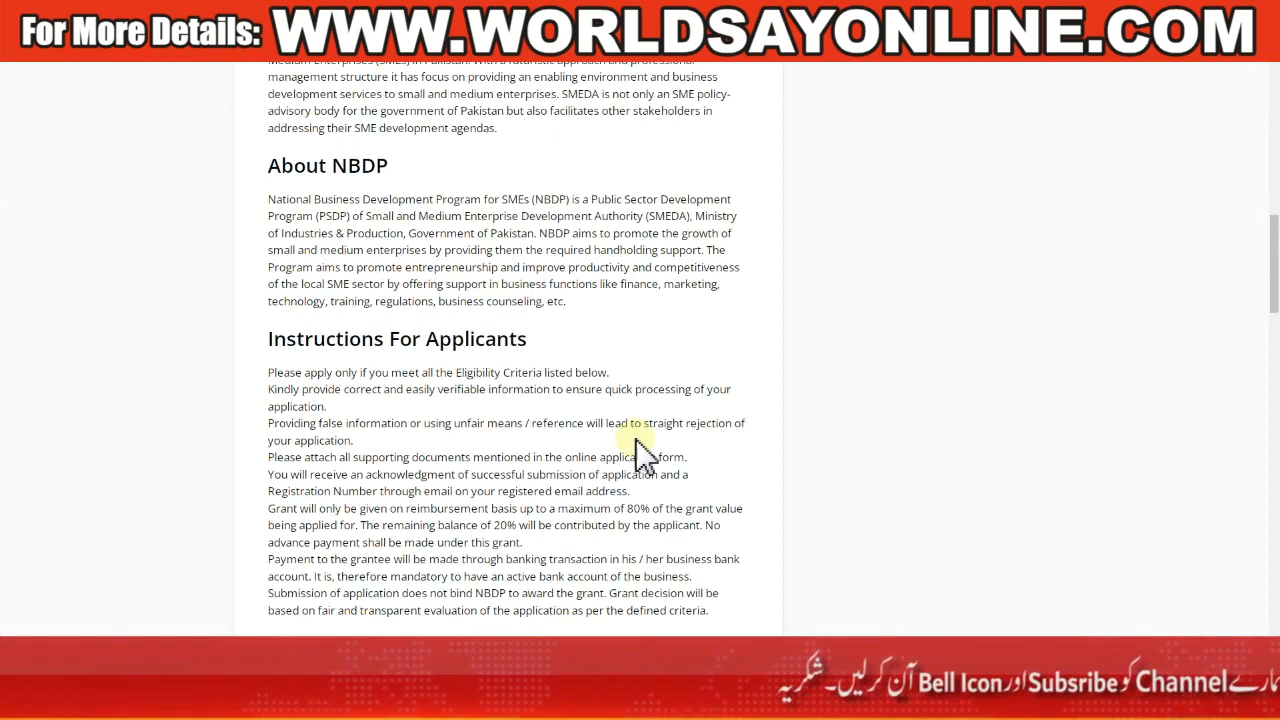 For More Details: WWW.WORLDSAYONLINE.COM
Medium Enterprises (SMEs) in Pakistan. With a futuristic approach and professional
management structure it has focus on providing an enabling environment and business
development services to small and medium enterprises. SMEDA is not only an SME policy-
advisory body for the government of Pakistan but also facilitates other stakeholders in
addressing their SME development agendas.
About NBDP
National Business Development Program for SMEs (NBDP) is a Public Sector Development
Program (PSDP) of Small and Medium Enterprise Development Authority (SMEDA), Ministry
of Industries & Production, Government of Pakistan. NBDP aims to promote the growth of
small and medium enterprises by providing them the required handholding support. The
Program aims to promote entrepreneurship and improve productivity and competitiveness
of the local SME sector by offering support in business functions like finance, marketing,
technology, training, regulations, business counseling, etc.
Instructions For Applicants
Please apply only if you meet all the Eligibility Criteria listed below.
Kindly provide correct and easily verifiable information to ensure quick processing of your
application.
Providing false information or using unfair means / reference will lead to straight rejection of
your application.
Please attach all supporting documents mentioned in the online application form.
You will receive an acknowledgment of successful submission of application and a
Registration Number through email on your registered email address.
Grant will only be given on reimbursement basis up to a maximum of 80% of the grant value
being applied for. The remaining balance of 20% will be contributed by the applicant. No
advance payment shall be made under this grant.
Payment to the grantee will be made through banking transaction in his / her business bank
account. It is, therefore mandatory to have an active bank account of the business.
Submission of application does not bind NBDP to award the grant. Grant decision will be
based on fair and transparent evaluation of the application as per the defined criteria.
ہمارے Channel کو Subsribe اور Bell Icon آن کرلیں۔ شکریہ